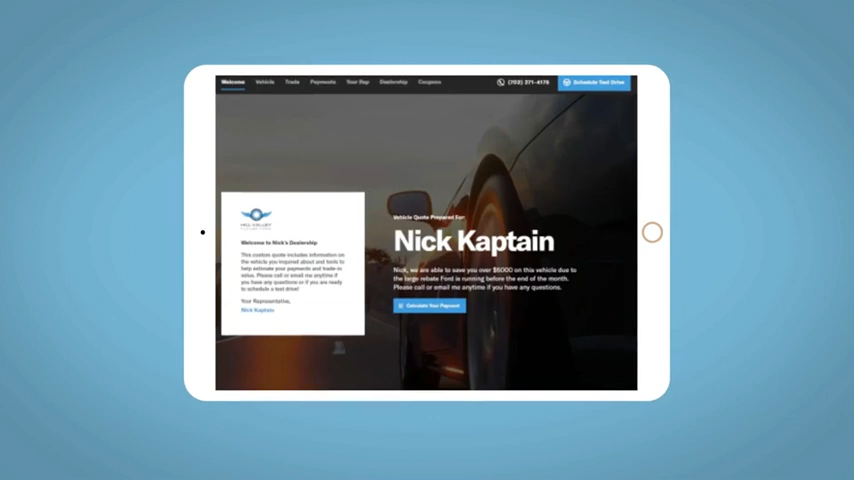 Welcome Vehicle Trade Payments Your Rep Dealership Coupons (702) 371-4175 Schedule Test Drive
Welcome to Nick's Dealership
This custom quote includes information on
the vehicle you inquired about and tools to
help estimate your payments and trade-in
value. Please call or email me anytime if
you have any questions or if you are ready
to schedule a test drive!
Your Representative,
Nick Kaptain
Vehicle Quote Prepared For:
Nick Kaptain
Nick, we are able to save you over $5000 on this vehicle due to
the large rebate Ford is running before the end of the month.
Please call or email me anytime if you have any questions.
Calculate Your Payment